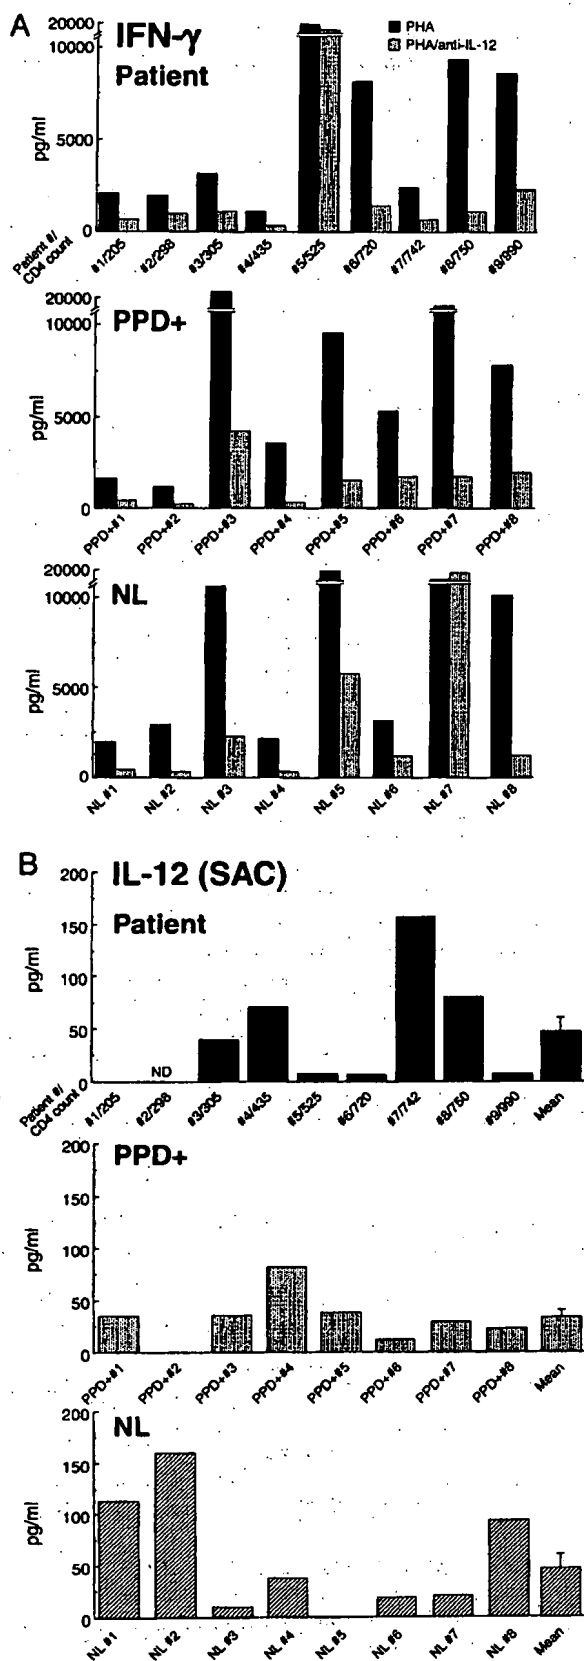 A
IFN-γ
Patient
PHA
PHA/anti-IL-12
20000
10000
5000
0
pg/ml
Patient #/
CD4 count
#1/205
#2/298
#3/305
#4/435
#5/525
#6/720
#7/742
#8/750
#9/990
PPD+
20000
10000
5000
0
pg/ml
PPD+#1
PPD+#2
PPD+#3
PPD+#4
PPD+#5
PPD+#6
PPD+#7
PPD+#8
NL
20000
10000
5000
0
pg/ml
NL #1
NL #2
NL #3
NL #4
NL #5
NL #6
NL #7
NL #8
B
IL-12 (SAC)
Patient
200
150
100
50
0
pg/ml
ND
Patient #/
CD4 count
#1/205
#2/298
#3/305
#4/435
#5/525
#6/720
#7/742
#8/750
#9/990
Mean
PPD+
200
150
100
50
0
pg/ml
PPD+#1
PPD+#2
PPD+#3
PPD+#4
PPD+#5
PPD+#6
PPD+#7
PPD+#8
Mean
NL
200
150
100
50
0
pg/ml
NL #1
NL #2
NL #3
NL #4
NL #5
NL #6
NL #7
NL #8
Mean